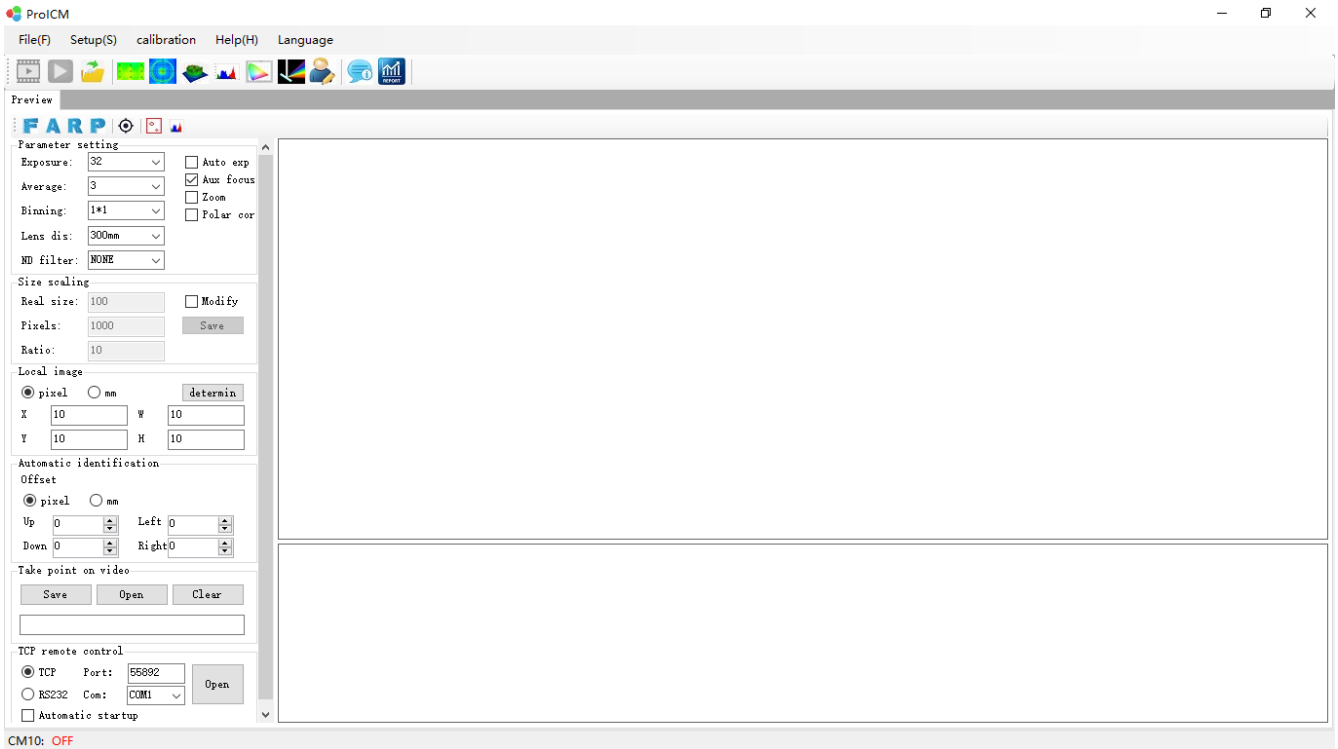 ProICM
File(F) Setup(S) calibration Help(H) Language
REPORT
Preview
F A R P
Parameter setting
Exposure: 32 Auto exp
Average: 3 Aux focus
Binning: 1*1 Zoom
Polar cor
Lens dis: 300mm
ND filter: NONE
Size scaling
Real size: 100 Modify
Pixels: 1000 Save
Ratio: 10
Local image
pixel mm determin
X 10 W 10
Y 10 H 10
Automatic identification
Offset
pixel mm
Up 0 Left 0
Down 0 Right 0
Take point on video
Save Open Clear
TCP remote control
TCP Port: 55892 Open
RS232 Com: COM1
Automatic startup
CM10: OFF